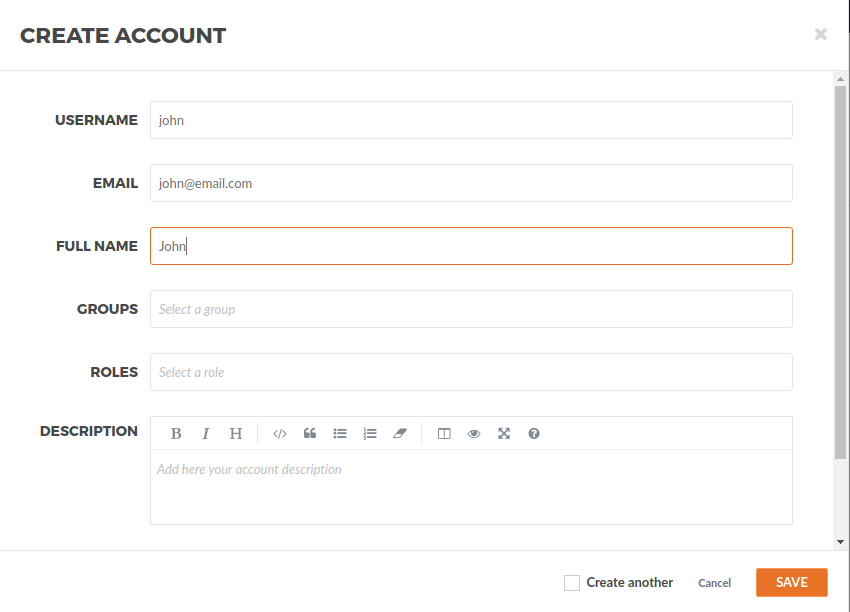 CREATE ACCOUNT
USERNAME john
EMAIL john@email.com
FULL NAME John
GROUPS Select a group
ROLES Select a role
DESCRIPTION B I H
Add here your account description
Create another Cancel SAVE